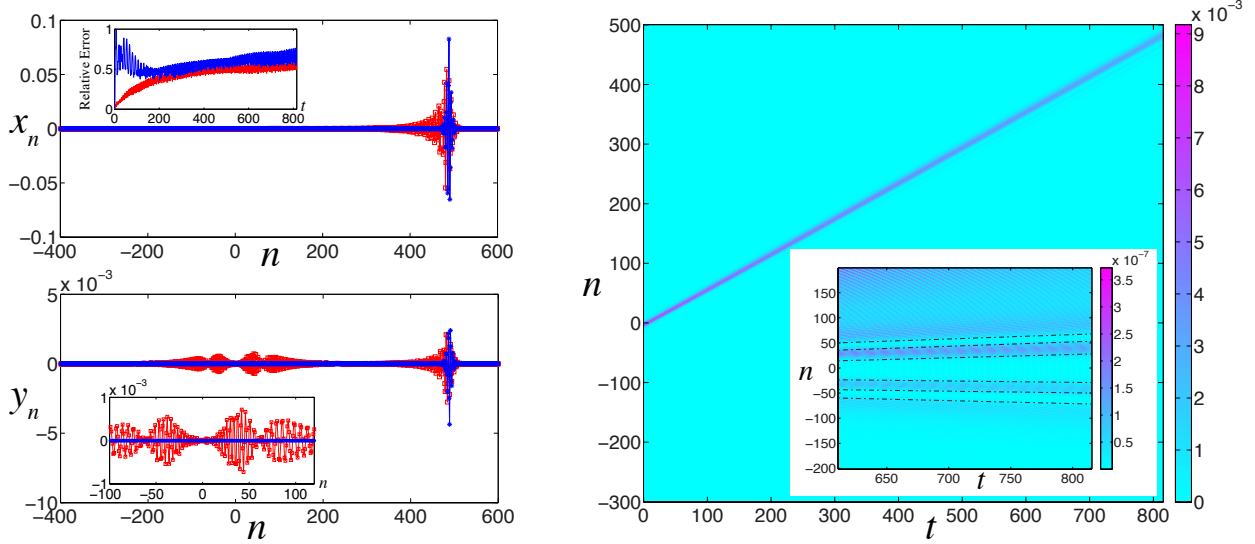 0.1
0.05
0
−0.05
−0.1
x_n
−400 −200 0 200 400 600
n
Relative Error
1
0.5
0
0 200 400 600 800
t
x 10^−3
5
0
−5
−10
y_n
−400 −200 0 200 400 600
n
x 10^−3
1
0
−1
−100 −50 0 50 100
n
500
400
300
200
100
0
−100
−200
−300
n
0 100 200 300 400 500 600 700 800
t
x 10^−3
9
8
7
6
5
4
3
2
1
0
150
100
50
0
−50
−100
−150
−200
n
650 700 750 800
t
x 10^−7
3.5
3
2.5
2
1.5
1
0.5